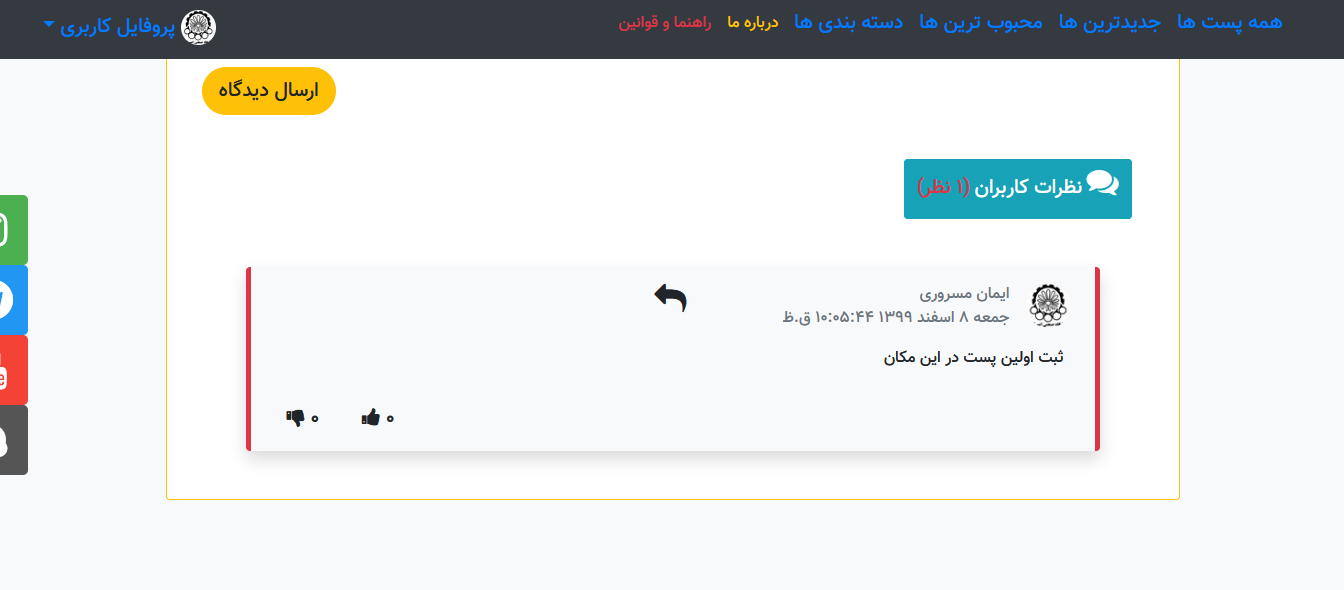 همه پست ها جدیدترین ها محبوب ترین ها دسته بندی ها درباره ما راهنما و قوانین پروفایل کاربری
ارسال دیدگاه
نظرات کاربران (۱ نظر)
ایمان مسروری
جمعه ۸ اسفند ۱۳۹۹ ۱۰:۰۵:۴۴ ق.ظ
ثبت اولین پست در این مکان
۰ ۰